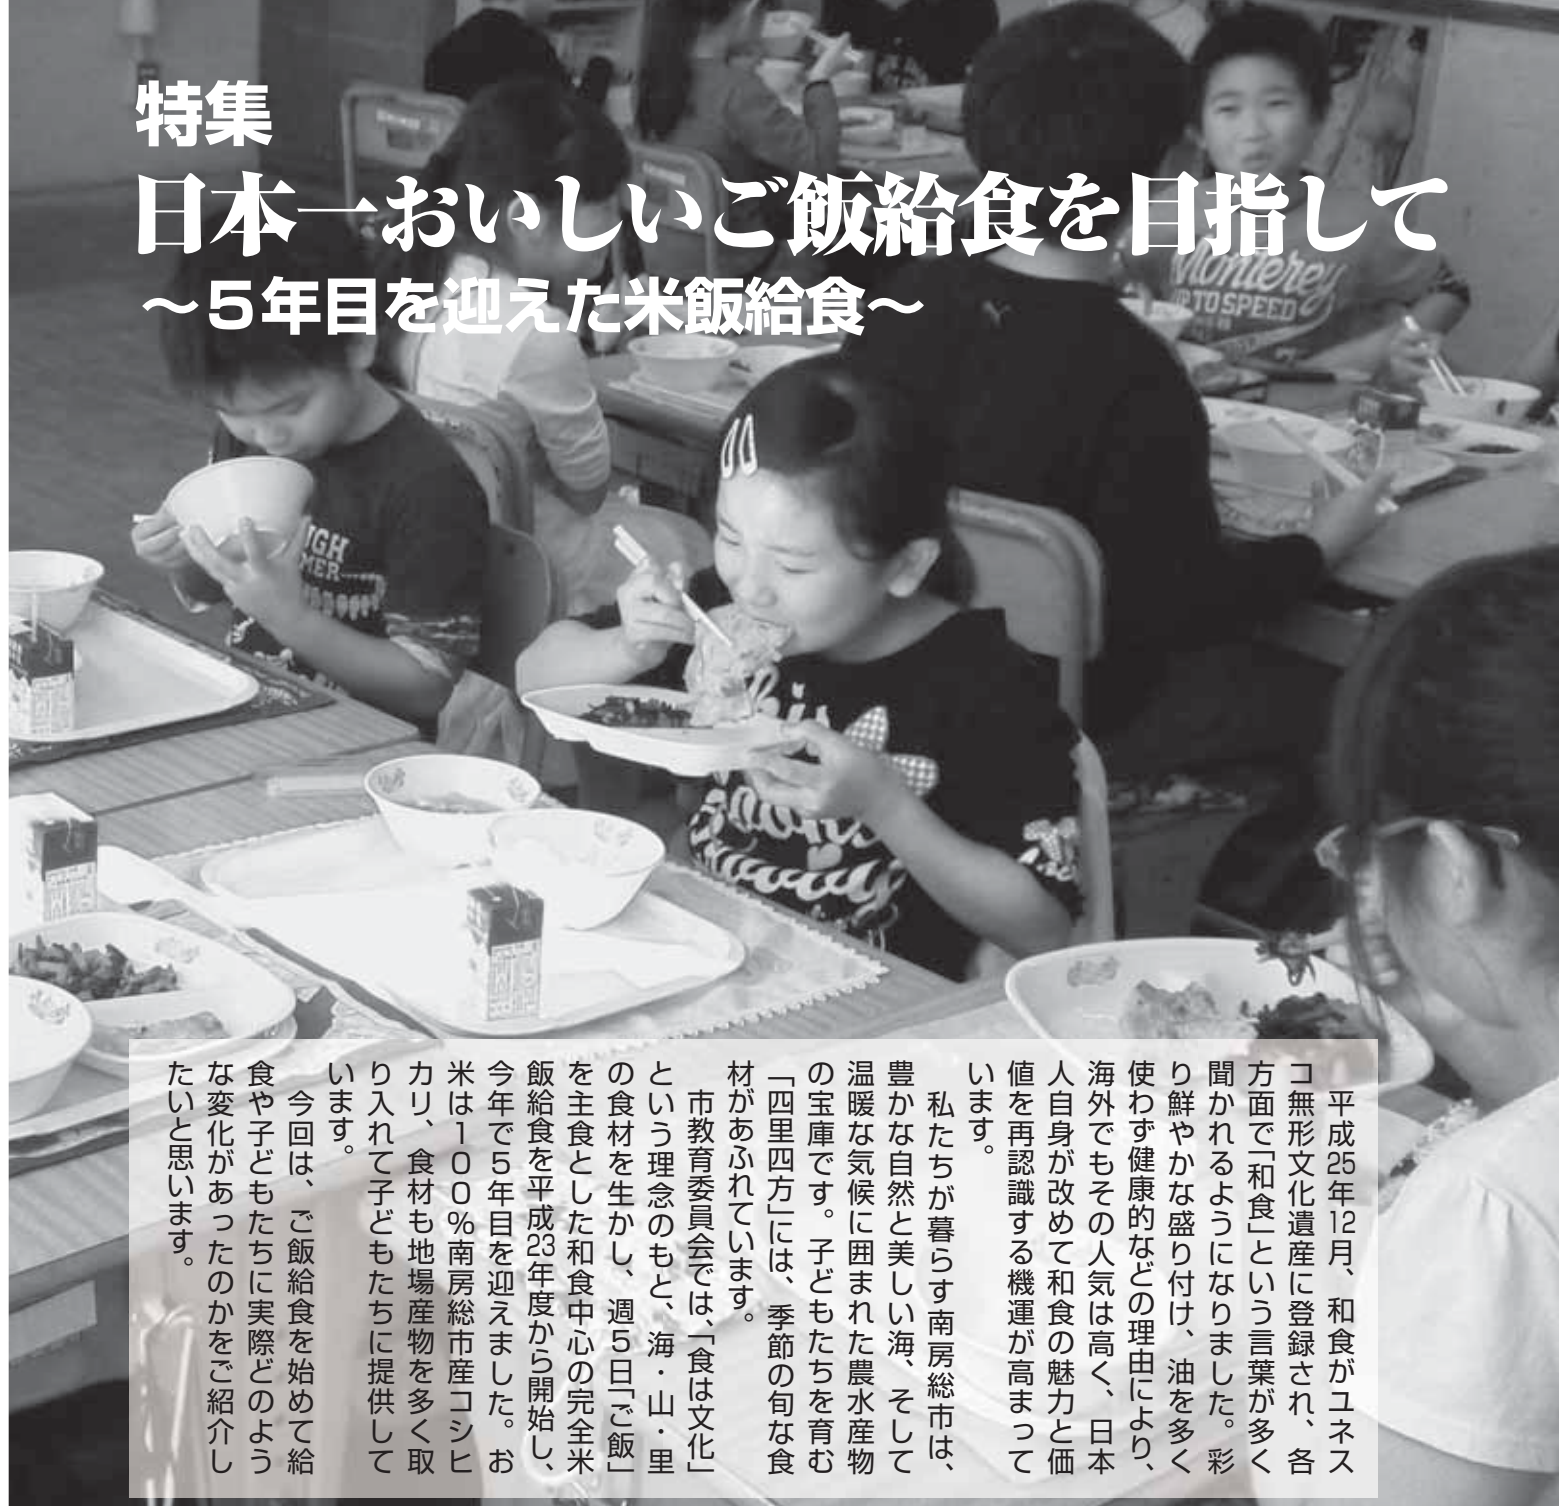 特集
日本一おいしいご飯給食を目指して
～５年目を迎えた米飯給食～
Monterey
UP TO SPEED
平成25年12月、和食がユネス
コ無形文化遺産に登録され、各
方面で「和食」という言葉が多く
聞かれるようになりました。彩
り鮮やかな盛り付け、油を多く
使わず健康的などの理由により、
海外でもその人気は高く、日本
人自身が改めて和食の魅力と価
値を再認識する機運が高まって
います。
私たちが暮らす南房総市は、
豊かな自然と美しい海、そして
温暖な気候に囲まれた農水産物
の宝庫です。子どもたちを育む
「四里四方」には、季節の旬な食
材があふれています。
市教育委員会では、「食は文化」
という理念のもと、海・山・里
の食材を生かし、週５日「ご飯」
を主食とした和食中心の完全米
飯給食を平成23年度から開始し、
今年で５年目を迎えました。お
米は１００％南房総市産コシヒ
カリ、食材も地場産物を多く取
り入れて子どもたちに提供して
います。
今回は、ご飯給食を始めて給
食や子どもたちに実際どのよう
な変化があったのかをご紹介し
たいと思います。